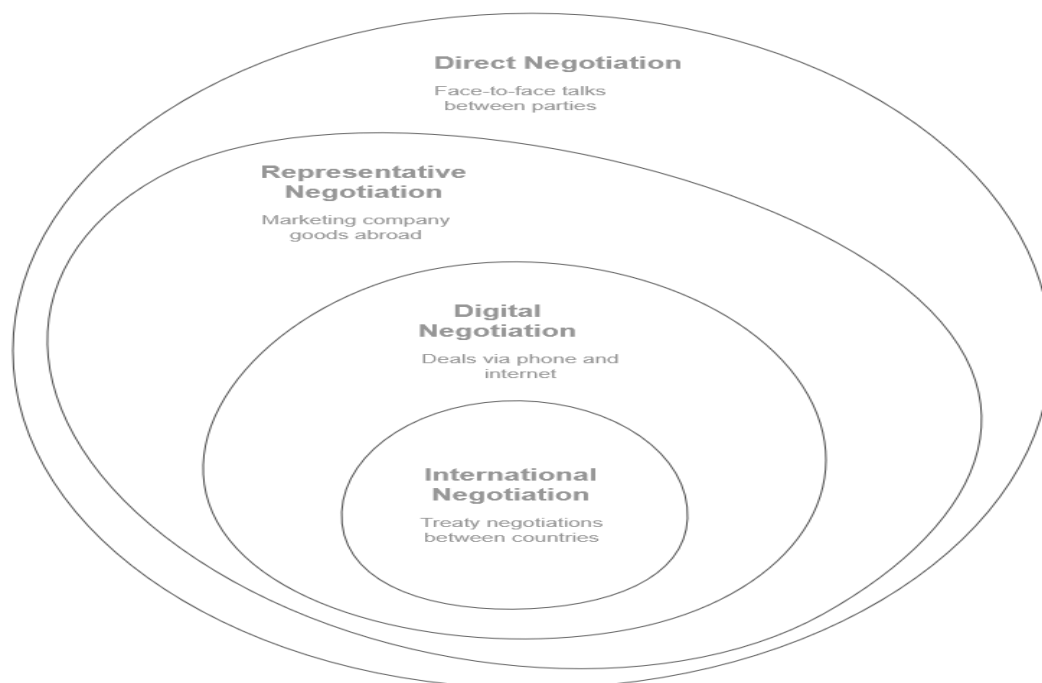 Direct Negotiation
Face-to-face talks
between parties
Representative
Negotiation
Marketing company
goods abroad
Digital
Negotiation
Deals via phone and
internet
International
Negotiation
Treaty negotiations
between countries